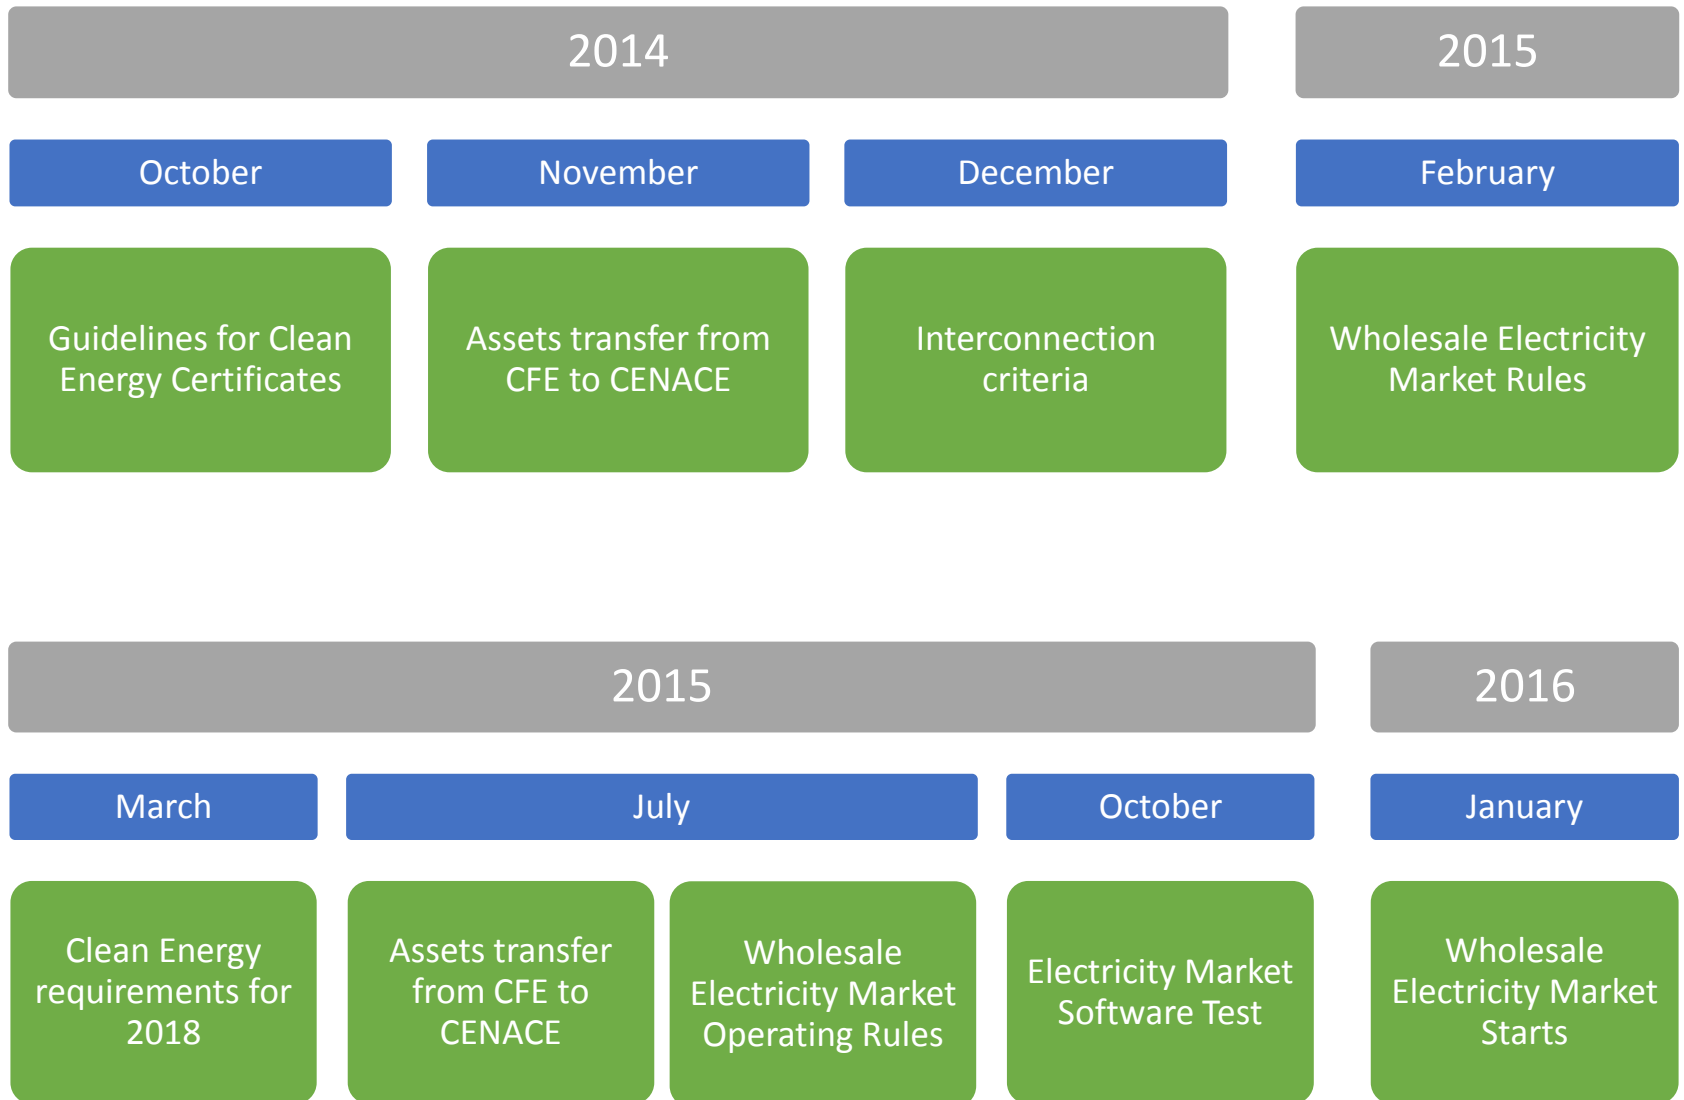 2014
2015
October
November
December
February
Guidelines for Clean
Energy Certificates
Assets transfer from
CFE to CENACE
Interconnection
criteria
Wholesale Electricity
Market Rules
2015
2016
March
July
October
January
Clean Energy
requirements for
2018
Assets transfer
from CFE to
CENACE
Wholesale
Electricity Market
Operating Rules
Electricity Market
Software Test
Wholesale
Electricity Market
Starts